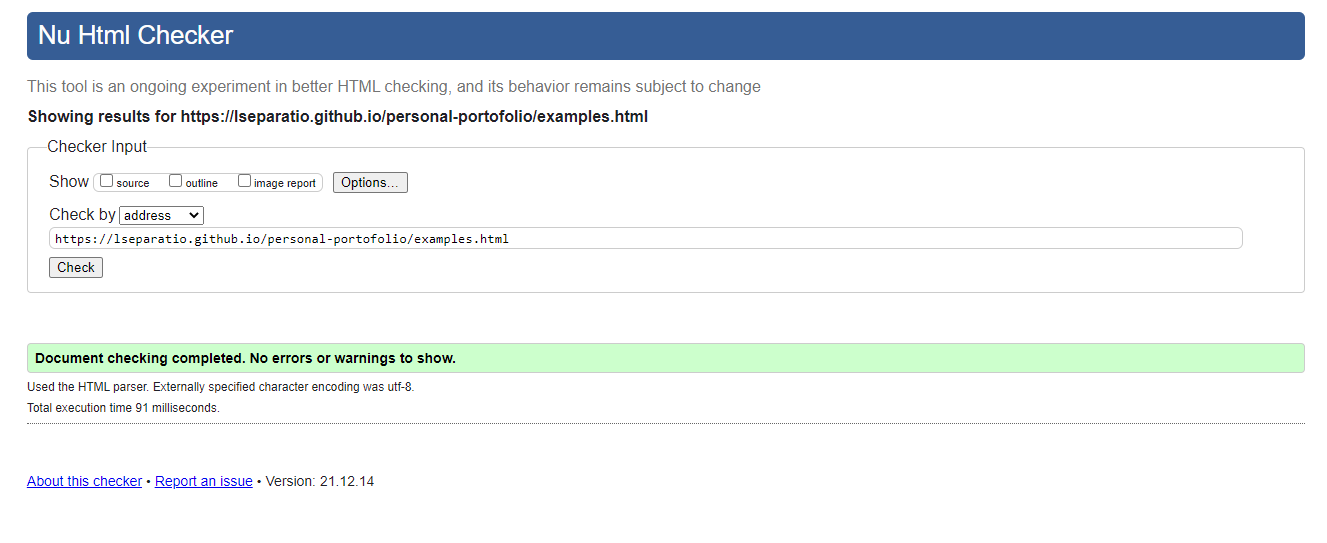 Nu Html Checker
This tool is an ongoing experiment in better HTML checking, and its behavior remains subject to change
Showing results for https://lseparatio.github.io/personal-portofolio/examples.html
Checker Input
Show source outline image report Options...
Check by address
https://lseparatio.github.io/personal-portofolio/examples.html
Check
Document checking completed. No errors or warnings to show.
Used the HTML parser. Externally specified character encoding was utf-8.
Total execution time 91 milliseconds.
About this checker • Report an issue • Version: 21.12.14